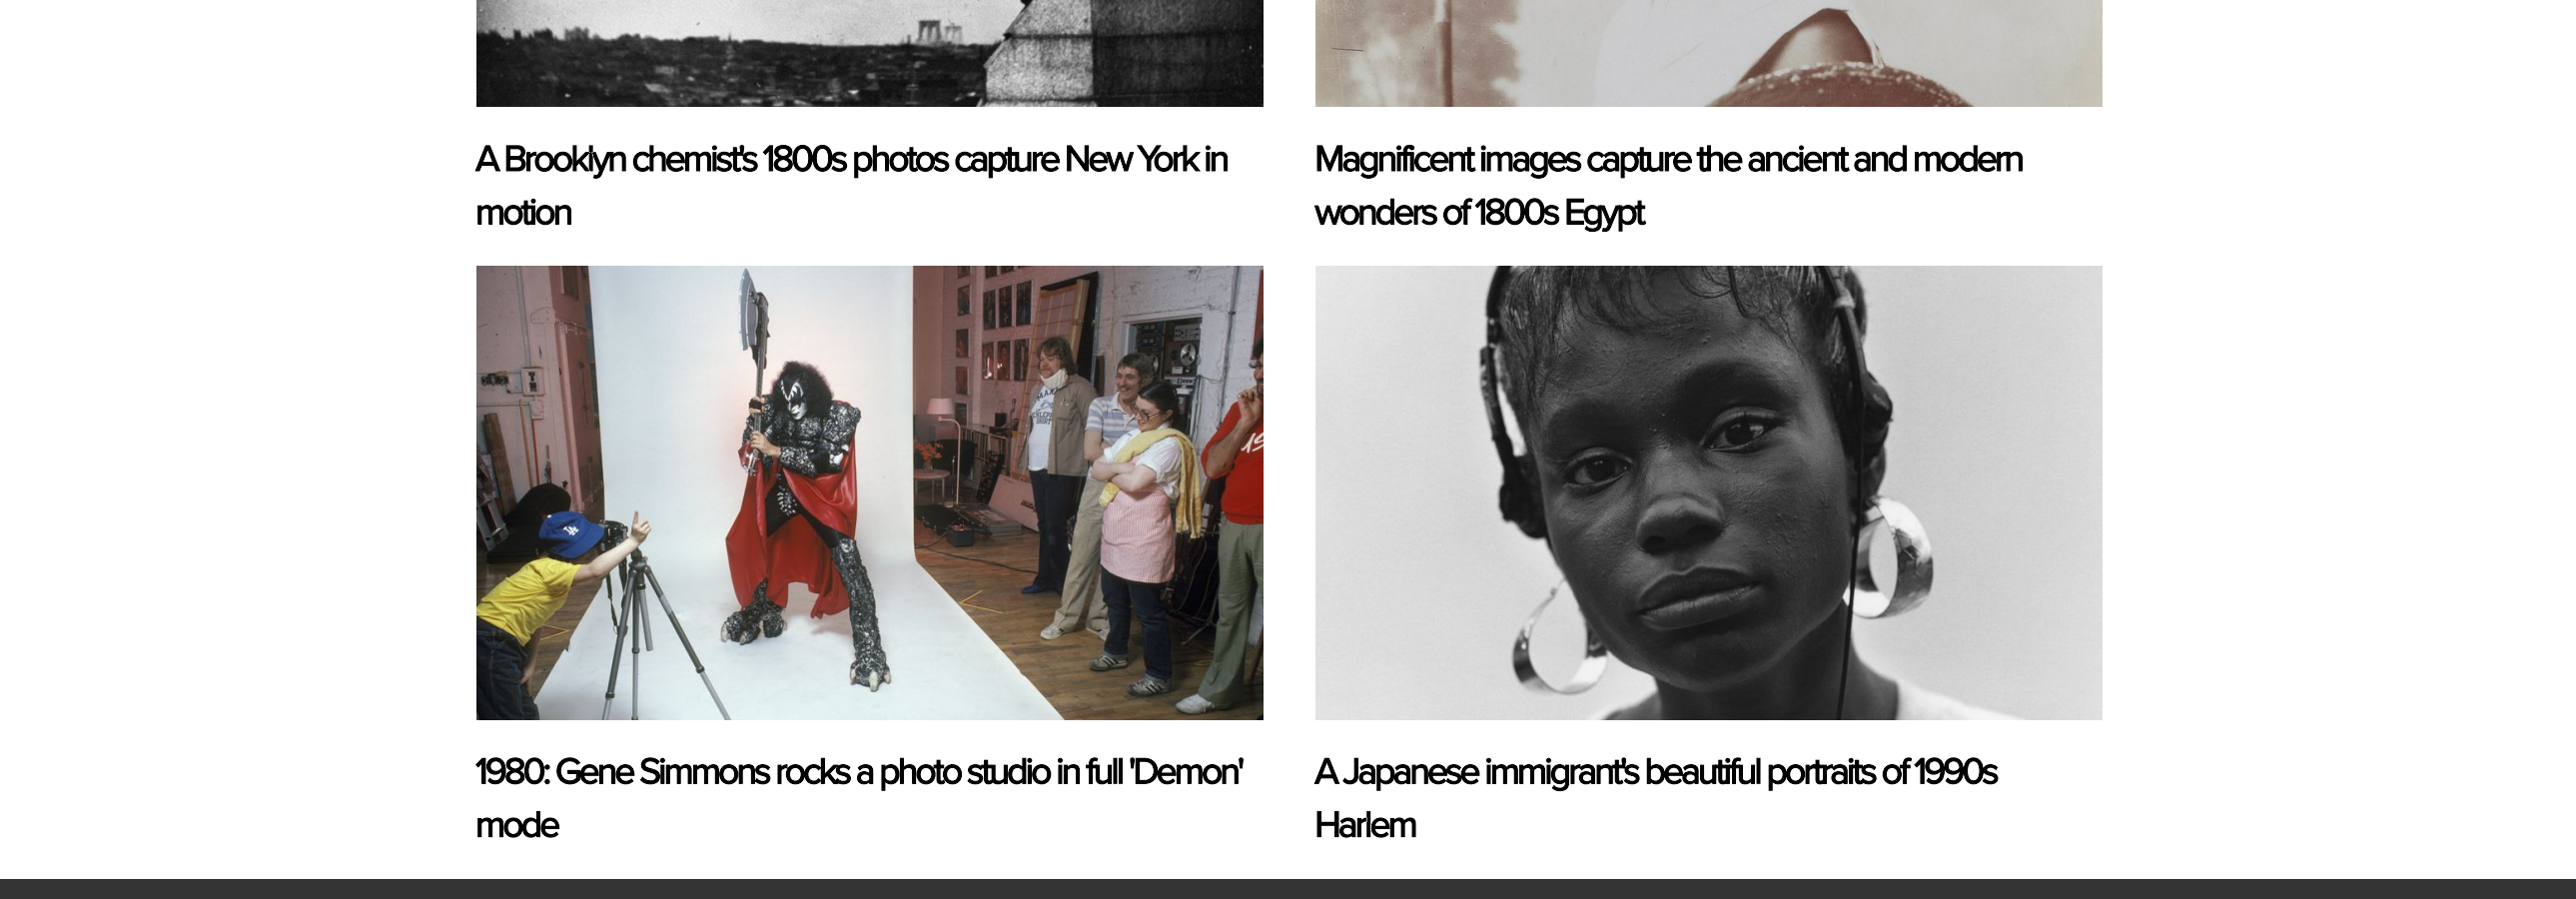 A Brooklyn chemist's 1800s photos capture New York in
motion
Magnificent images capture the ancient and modern
wonders of 1800s Egypt
LA
1980: Gene Simmons rocks a photo studio in full 'Demon'
mode
A Japanese immigrant's beautiful portraits of 1990s
Harlem